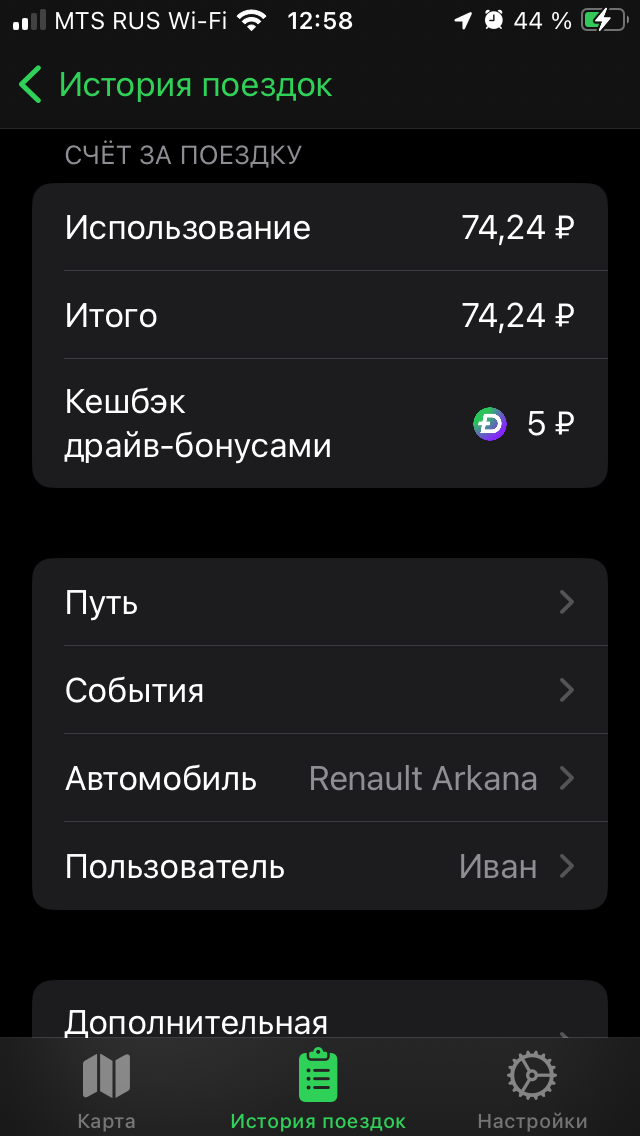 MTS RUS Wi-Fi 12:58 44 %
История поездок
СЧЁТ ЗА ПОЕЗДКУ
Использование 74,24 ₽
Итого 74,24 ₽
Кешбэк
драйв-бонусами 5 ₽
Путь
События
Автомобиль Renault Arkana
Пользователь Иван
Дополнительная
Карта История поездок Настройки